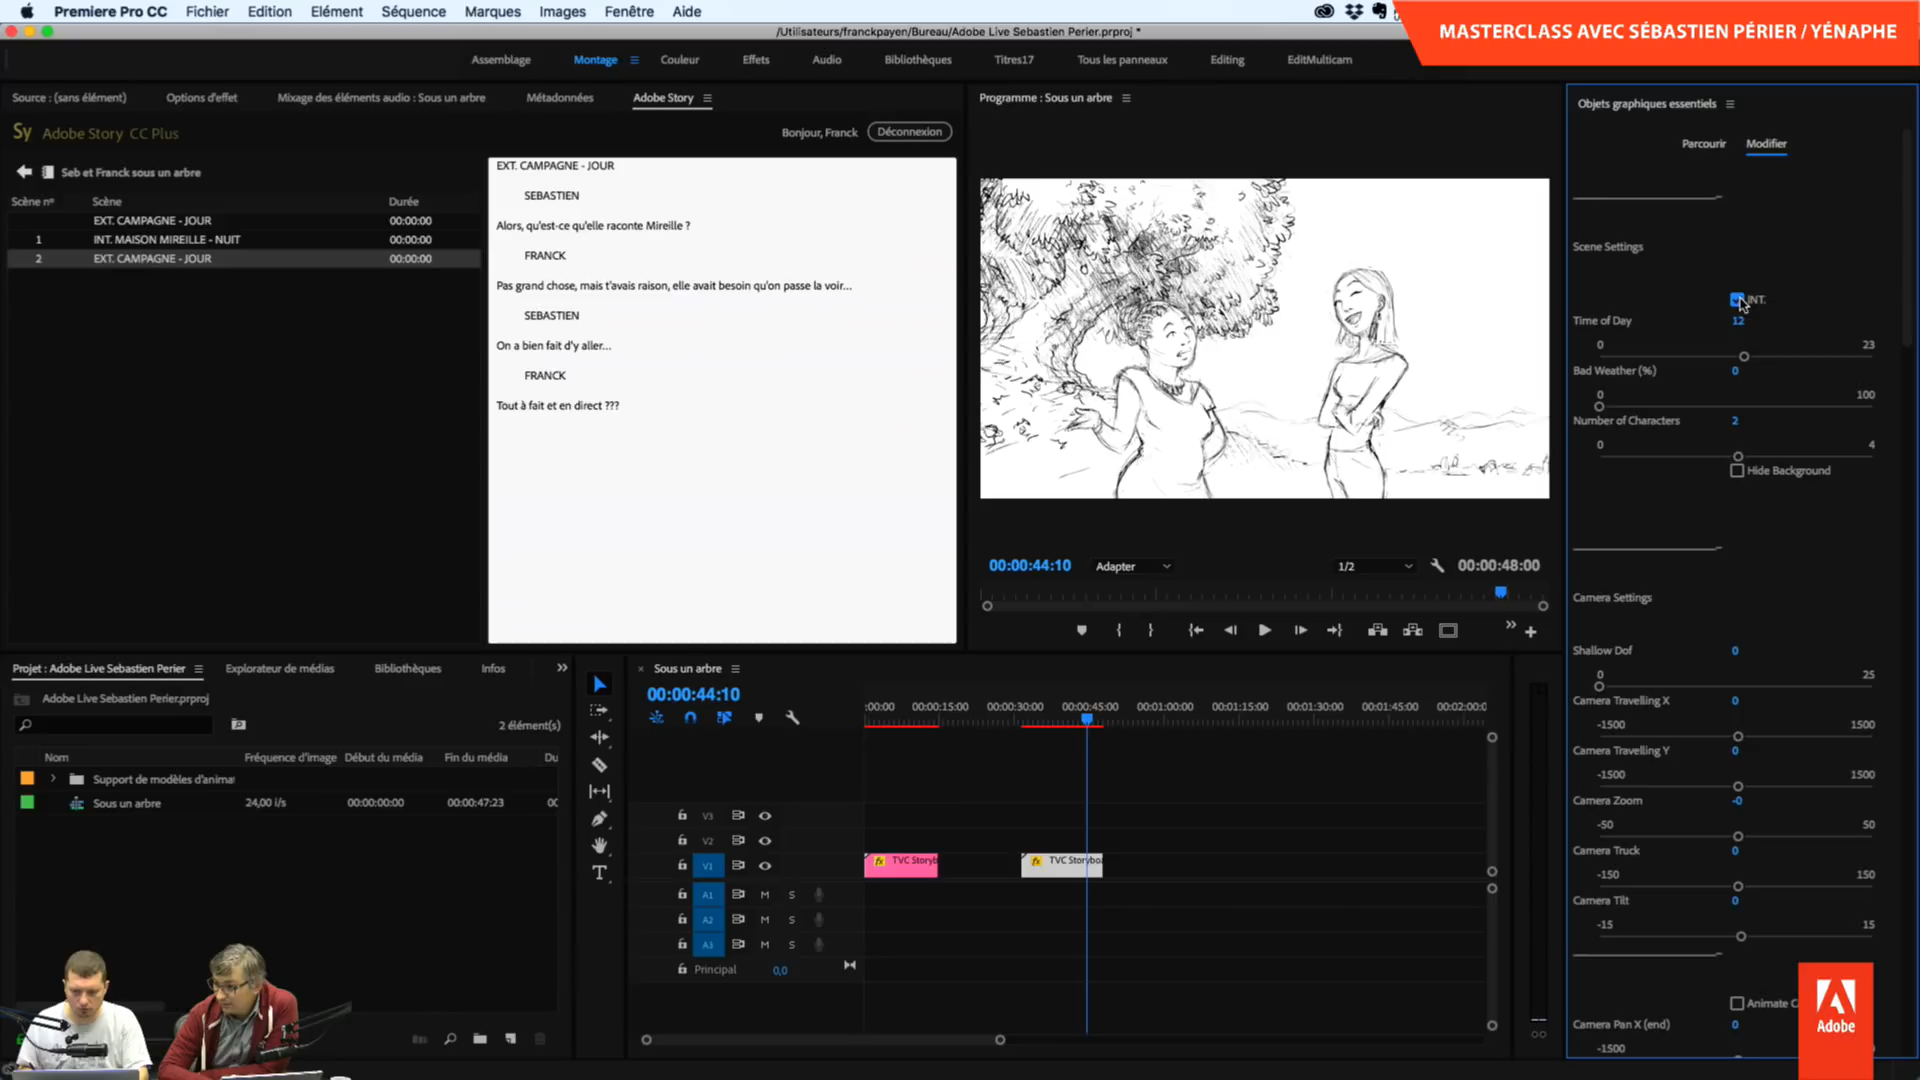 Premiere Pro CC Fichier Edition Elément Séquence Marques Images Fenêtre Aide
MASTERCLASS AVEC SÉBASTIEN PÉRIER / YÉNAPHE
/Utilisateurs/franckpayen/Bureau/Adobe Live Sebastien Perier.prproj *
Assemblage Montage Couleur Effets Audio Bibliothèques Titres17 Tous les panneaux Editing EditMulticam
Source : (sans élément) Options d'effet Mixage des éléments audio : Sous un arbre Métadonnées Adobe Story
Sy Adobe Story CC Plus
Bonjour, Franck Déconnexion
Seb et Franck sous un arbre
Scène nº Scène Durée
EXT. CAMPAGNE - JOUR 00:00:00
1 INT. MAISON MIREILLE - NUIT 00:00:00
2 EXT. CAMPAGNE - JOUR 00:00:00
EXT. CAMPAGNE - JOUR
SEBASTIEN
Alors, qu'est-ce qu'elle raconte Mireille ?
FRANCK
Pas grand chose, mais t'avais raison, elle avait besoin qu'on passe la voir...
SEBASTIEN
On a bien fait d'y aller...
FRANCK
Tout à fait et en direct ???
Programme : Sous un arbre
00:00:44:10 Adapter 1/2 00:00:48:00
Objets graphiques essentiels
Parcourir Modifier
Scene Settings
INT.
Time of Day 12
0 23
Bad Weather (%) 0
0 100
Number of Characters 2
0 4
Hide Background
Camera Settings
Shallow Dof 0
0 25
Camera Travelling X 0
-1500 1500
Camera Travelling Y 0
-1500 1500
Camera Zoom -0
-50 50
Camera Truck 0
-150 150
Camera Tilt 0
-15 15
Animate C
Camera Pan X (end) 0
-1500
Adobe
Projet : Adobe Live Sebastien Perier Explorateur de médias Bibliothèques Infos
Adobe Live Sebastien Perier.prproj
2 élément(s)
Nom Fréquence d'image Début du média Fin du média Du
Support de modèles d'anima
Sous un arbre 24,00 i/s 00:00:00:00 00:00:47:23 00
Sous un arbre
00:00:44:10
:00:00 00:00:15:00 00:00:30:00 00:00:45:00 00:01:00:00 00:01:15:00 00:01:30:00 00:01:45:00 00:02:00:0
V3
V2
V1
fx TVC Storyb
fx TVC Storyboa
A1 M S
A2 M S
A3 M S
Principal 0,0
T